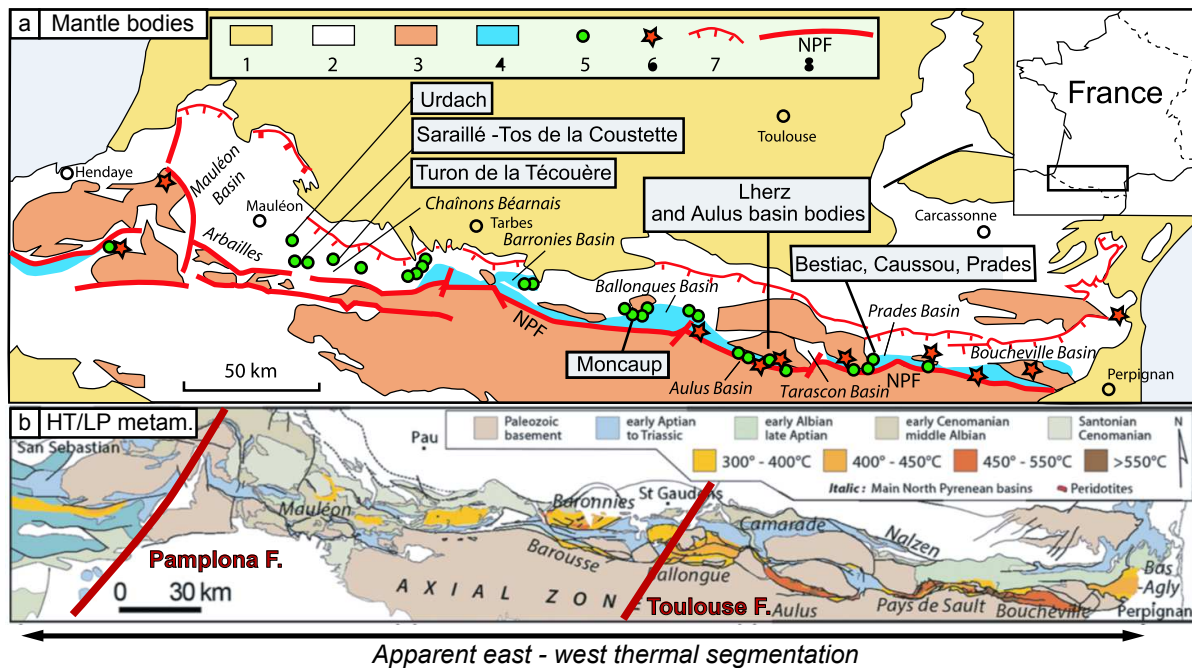 a Mantle bodies
1 2 3 4 5 6 7 8
NPF
France
Urdach
Saraillé -Tos de la Coustette
Turon de la Técouère
Toulouse
Hendaye
Mauléon
Basin
Mauléon
Chaînons Béarnais
Tarbes
Barronies Basin
Arbailles
Lherz
and Aulus basin bodies
Carcassonne
Bestiac, Caussou, Prades
Ballongues Basin
Prades Basin
NPF
Moncaup
Boucheville Basin
50 km
Aulus Basin
Tarascon Basin
NPF
Perpignan
b HT/LP metam.
Paleozoic
basement
early Aptian
to Triassic
early Albian
late Aptian
early Cenomanian
middle Albian
Santonian
Cenomanian
N
300° - 400°C
400° - 450°C
450° - 550°C
>550°C
Italic : Main North Pyrenean basins
Peridotites
San Sebastian
Pau
St Gaudens
Baronnies
Mauléon
Camarade
Nalzen
Barousse
Ballongue
Pamplona F.
0 30 km
AXIAL ZONE
Toulouse F.
Aulus
Pays de Sault
Boucheville
Bas
-Agly
Perpignan
Apparent east - west thermal segmentation